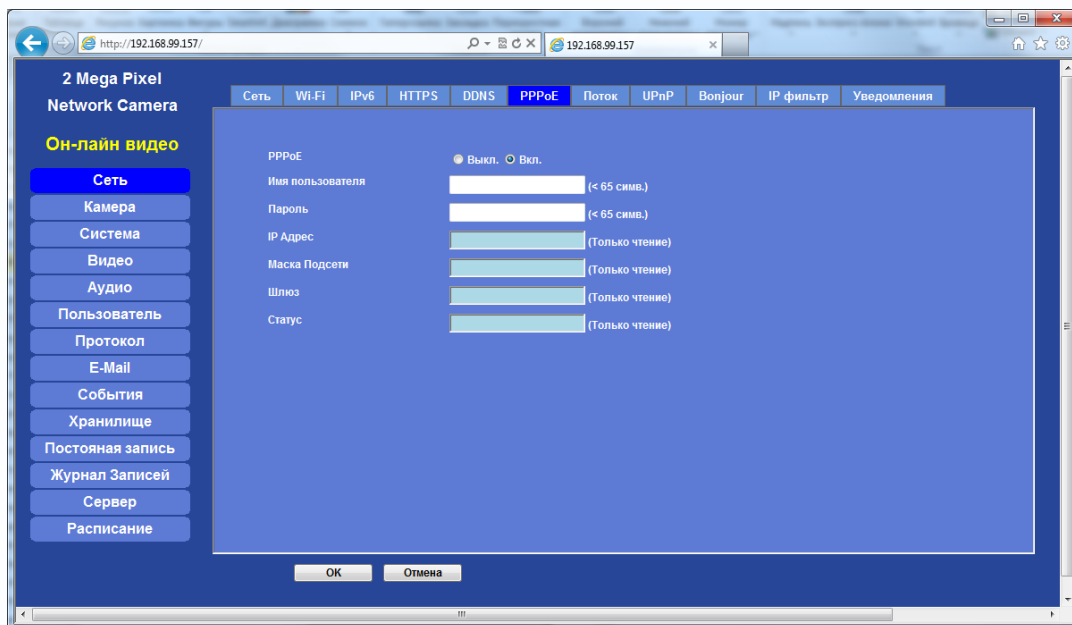 http://192.168.99.157/
192.168.99.157
2 Mega Pixel
Network Camera
Он-лайн видео
Сеть
Камера
Система
Видео
Аудио
Пользователь
Протокол
E-Mail
События
Хранилище
Постояная запись
Журнал Записей
Сервер
Расписание
Сеть Wi-Fi IPv6 HTTPS DDNS PPPoE Поток UPnP Bonjour IP фильтр Уведомления
PPPoE Выкл. Вкл.
Имя пользователя (< 65 симв.)
Пароль (< 65 симв.)
IP Адрес (Только чтение)
Маска Подсети (Только чтение)
Шлюз (Только чтение)
Статус (Только чтение)
OK Отмена